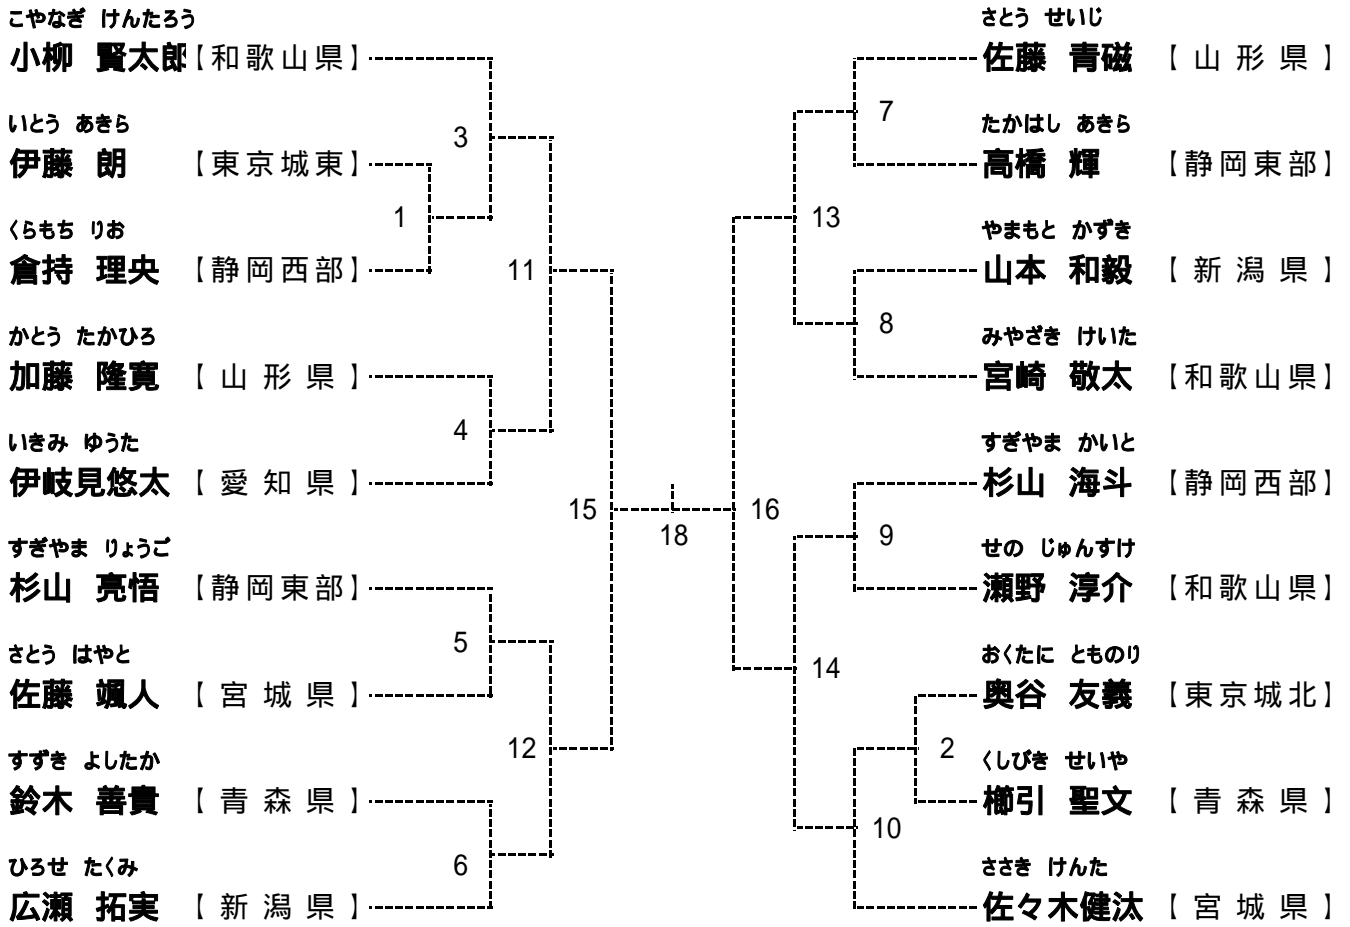 こやなぎ けんたろう
小柳 賢太郎【和歌山県】
いとう あきら
伊藤 朗 【東京城東】
くらもち りお
倉持 理央 【静岡西部】
かとう たかひろ
加藤 隆寛 【山形県】
いきみ ゆうた
伊岐見悠太 【愛知県】
すぎやま りょうご
杉山 亮悟 【静岡東部】
さとう はやと
佐藤 颯人 【宮城県】
すずき よしたか
鈴木 善貴 【青森県】
ひろせ たくみ
広瀬 拓実 【新潟県】
3
1
11
4
15
5
12
6
18
7
13
8
16
9
14
2
10
さとう せいじ
佐藤 青磁 【山形県】
たかはし あきら
高橋 輝 【静岡東部】
やまもと かずき
山本 和毅 【新潟県】
みやざき けいた
宮崎 敬太 【和歌山県】
すぎやま かいと
杉山 海斗 【静岡西部】
せの じゅんすけ
瀬野 淳介 【和歌山県】
おくたに とものり
奥谷 友義 【東京城北】
くしびき せいや
櫛引 聖文 【青森県】
ささき けんた
佐々木健汰 【宮城県】